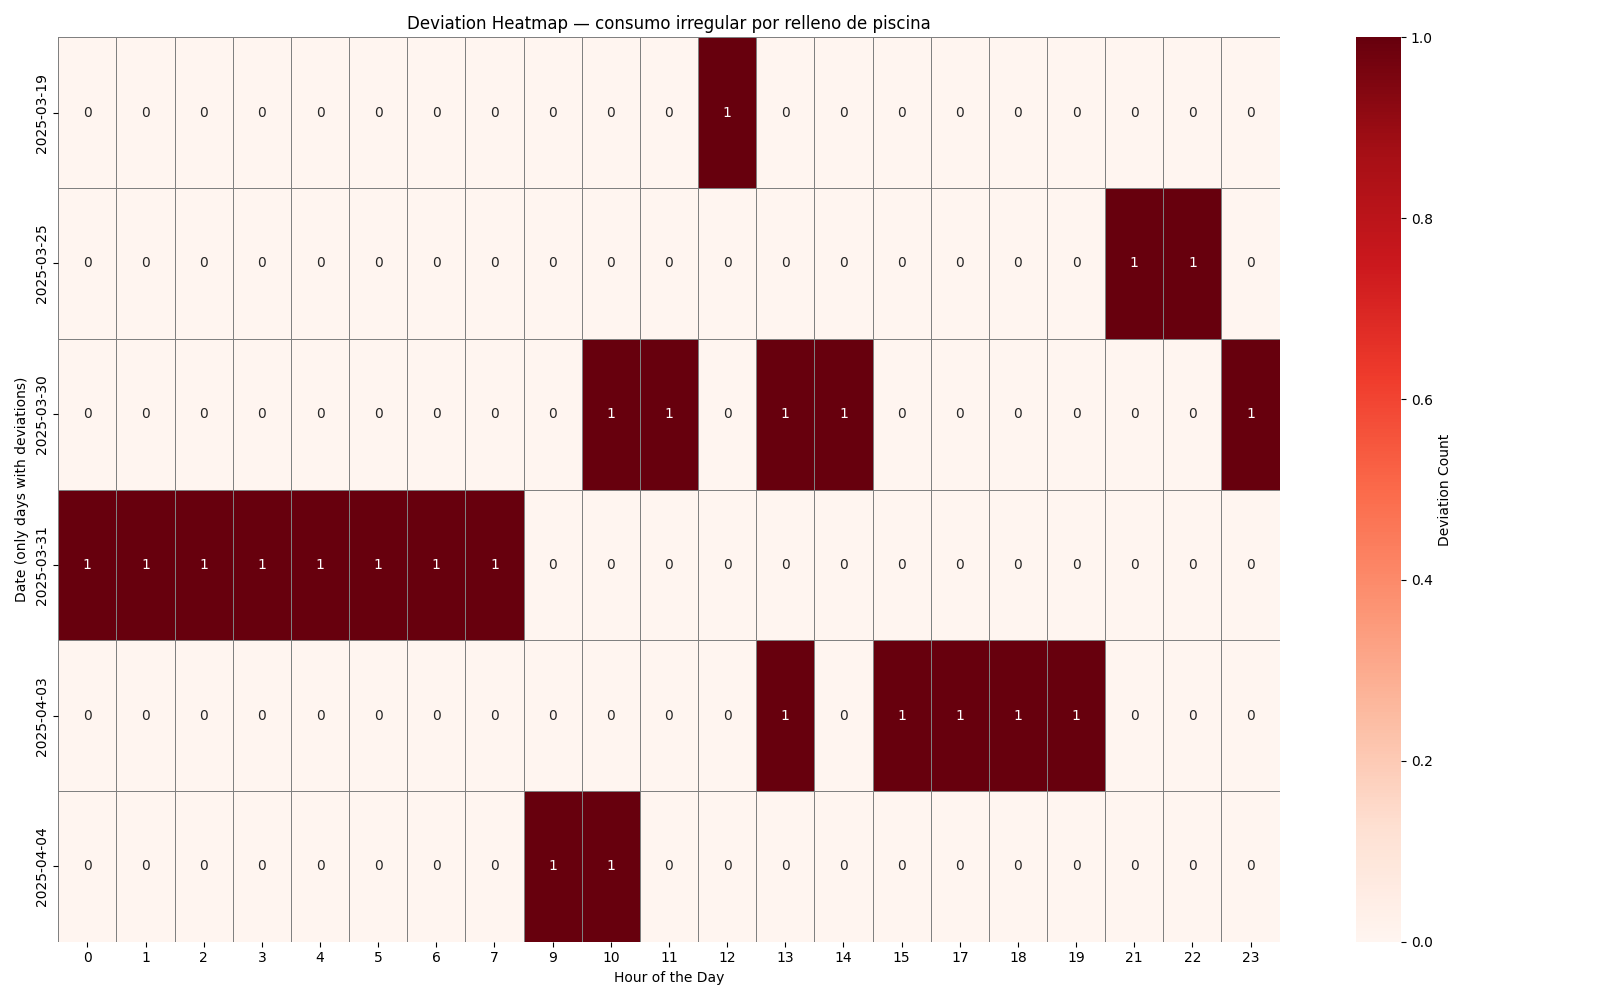 Deviation Heatmap — consumo irregular por relleno de piscina
Date (only days with deviations)
2025-03-19
0 0 0 0 0 0 0 0 0 0 0 1 0 0 0 0 0 0 0 0 0
2025-03-25
0 0 0 0 0 0 0 0 0 0 0 0 0 0 0 0 0 0 1 1 0
2025-03-30
0 0 0 0 0 0 0 0 0 1 1 0 1 1 0 0 0 0 0 0 1
2025-03-31
1 1 1 1 1 1 1 1 0 0 0 0 0 0 0 0 0 0 0 0 0
2025-04-03
0 0 0 0 0 0 0 0 0 0 0 0 1 0 1 1 1 1 0 0 0
2025-04-04
0 0 0 0 0 0 0 0 1 1 0 0 0 0 0 0 0 0 0 0 0
0 1 2 3 4 5 6 7 9 10 11 12 13 14 15 17 18 19 21 22 23
Hour of the Day
1.0
0.8
0.6
0.4
0.2
0.0
Deviation Count